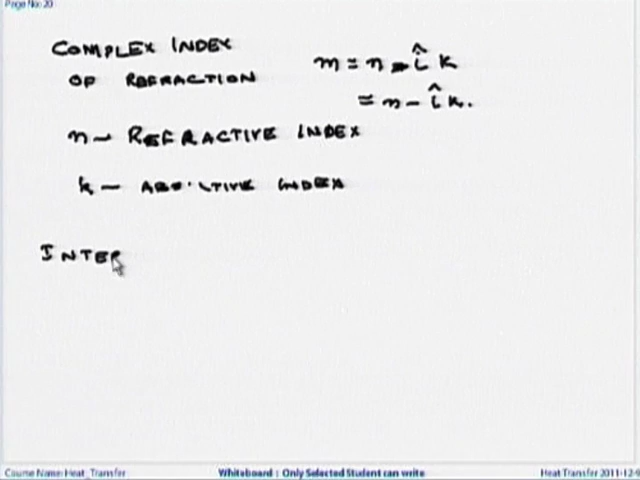 Page No: 20
COMPLEX INDEX
OF REFRACTION
m = n - î k
= n - î k.
n - REFRACTIVE INDEX
k - INDEX
INTER
Course Name: Heat_Transfer
Whiteboard : Only Selected Student can write
Heat Transfer 2011-12-0